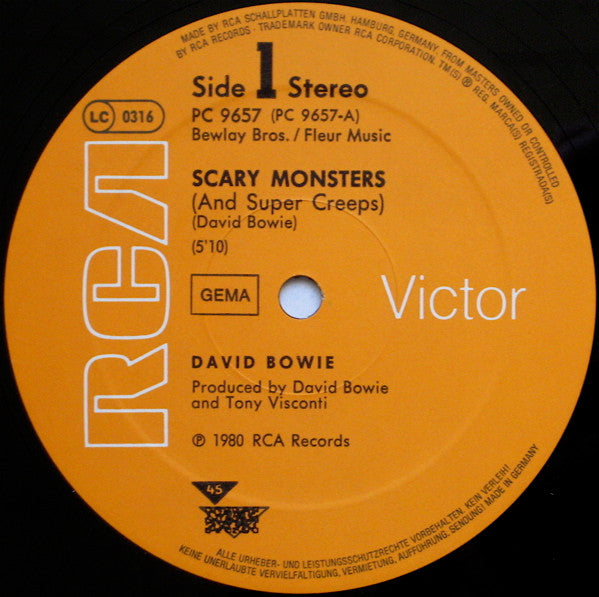 MADE BY RCA SCHALLPLATTEN GMBH, HAMBURG, GERMANY, FROM MASTERS OWNED OR CONTROLLED
BY RCA RECORDS · TRADEMARK OWNER RCA CORPORATION, TM(S) ® REG. MARCA(S) REGISTRADA(S)
Side 1 Stereo
PC 9657 (PC 9657-A)
Bewlay Bros. / Fleur Music
LC 0316
SCARY MONSTERS
(And Super Creeps)
(David Bowie)
(5'10)
GEMA
RCA
Victor
DAVID BOWIE
Produced by David Bowie
and Tony Visconti
℗ 1980 RCA Records
45
ALLE URHEBER- UND LEISTUNGSSCHUTZRECHTE VORBEHALTEN. KEIN VERLEIH!
KEINE UNERLAUBTE VERVIELFÄLTIGUNG, VERMIETUNG, AUFFÜHRUNG, SENDUNG! MADE IN GERMANY